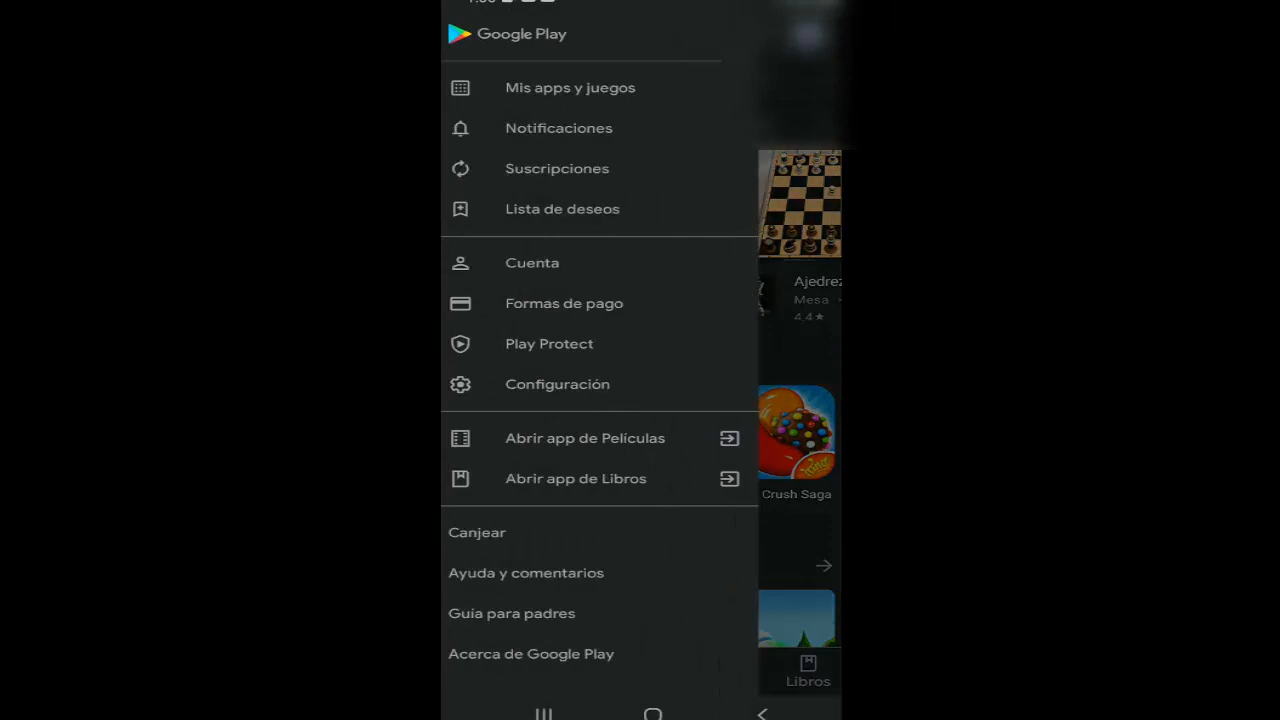 Google Play
Mis apps y juegos
Notificaciones
Suscripciones
Lista de deseos
Cuenta
Formas de pago
Play Protect
Configuración
Abrir app de Películas
Abrir app de Libros
Canjear
Ayuda y comentarios
Guía para padres
Acerca de Google Play
Mesa
4,4★
King
Crush Saga
Libros